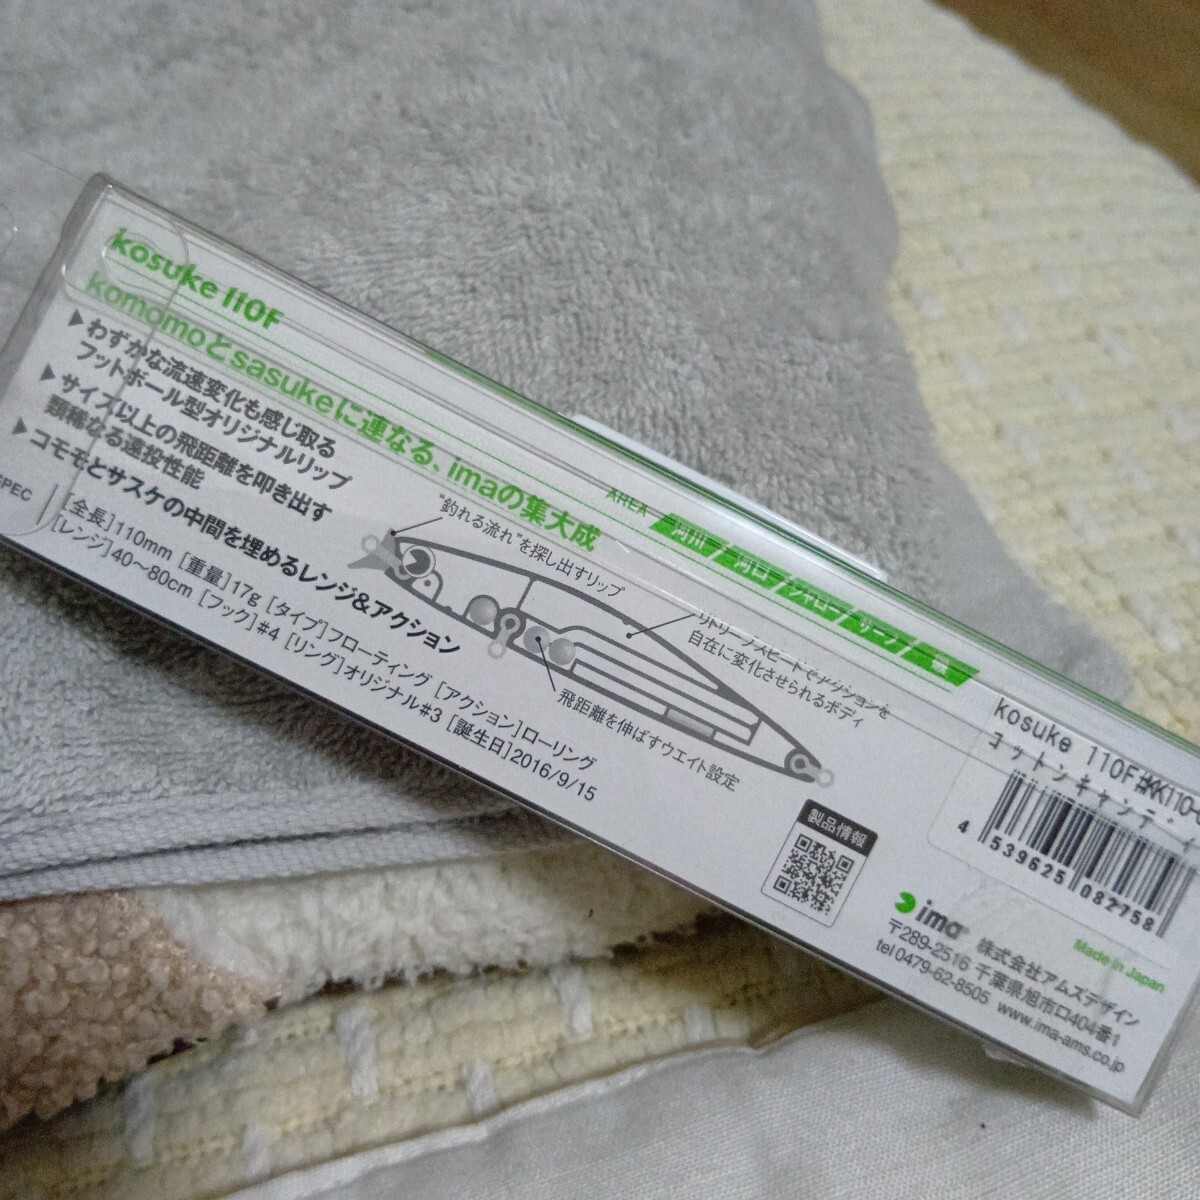 kosuke 110F
komomoとsasukeに連なる、imaの集大成
▶わずかな流速変化も感じ取る
フットボール型オリジナルリップ
▶サイズ以上の飛距離を叩き出す
類稀なる遠投性能
▶コモモとサスケの中間を埋めるレンジ&アクション
SPEC
[全長]110mm [重量]17g [タイプ]フローティング [アクション]ローリング
[レンジ]40~80cm [フック]#4 [リング]オリジナル#3 [誕生日]2016/9/15
AREA 河川 河口 シャロー サーフ 磯
“釣れる流れ”を探し出すリップ
リトリーブスピードでアクションを
自在に変化させられるボディ
飛距離を伸ばすウエイト設定
製品情報
kosuke 110F#KK110-
コットンキャンディー
4 539625 082758
ima
Made in Japan
株式会社アムズデザイン
〒289-2516 千葉県旭市ロ404番1
tel 0479-62-8505 www.ima-ams.co.jp